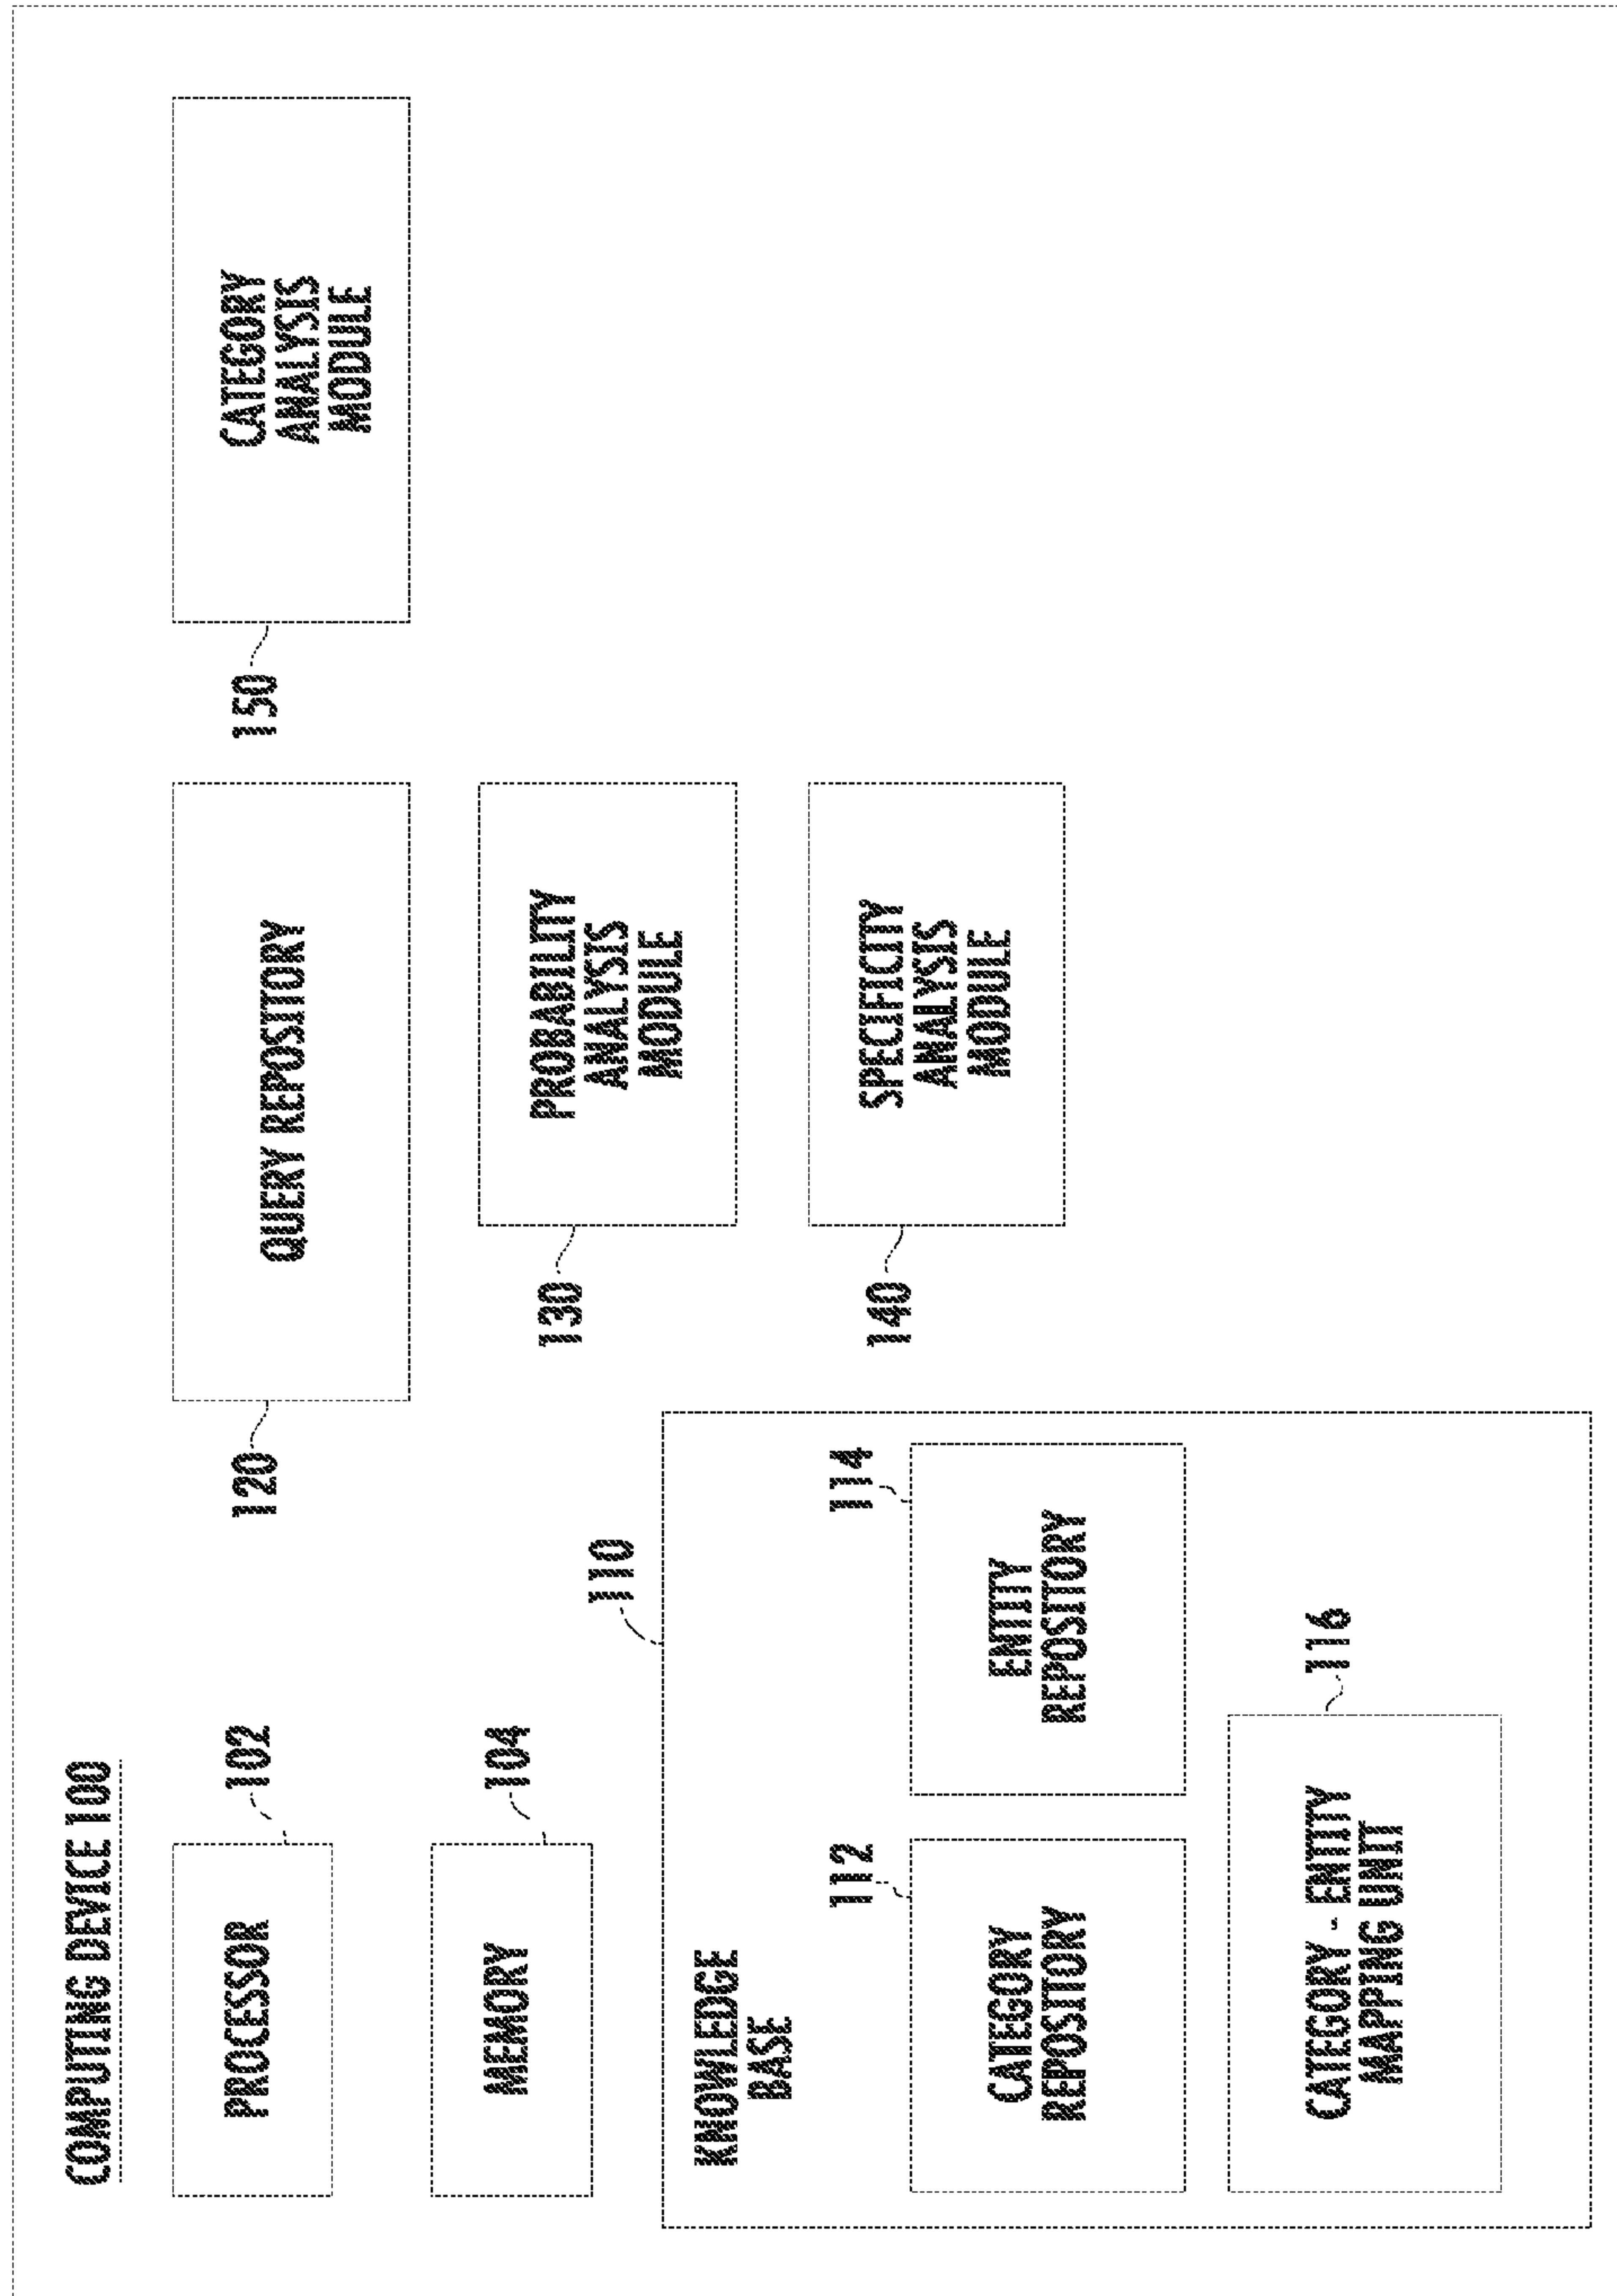 COMPUTING DEVICE 100
PROCESSOR
102
MEMORY
104
110
KNOWLEDGE
BASE
112
CATEGORY
REPOSITORY
114
ENTITY
REPOSITORY
116
CATEGORY - ENTITY
MAPPING UNIT
120
QUERY REPOSITORY
130
PROBABILITY
ANALYSIS
MODULE
140
SPECIFICITY
ANALYSIS
MODULE
150
CATEGORY
ANALYSIS
MODULE